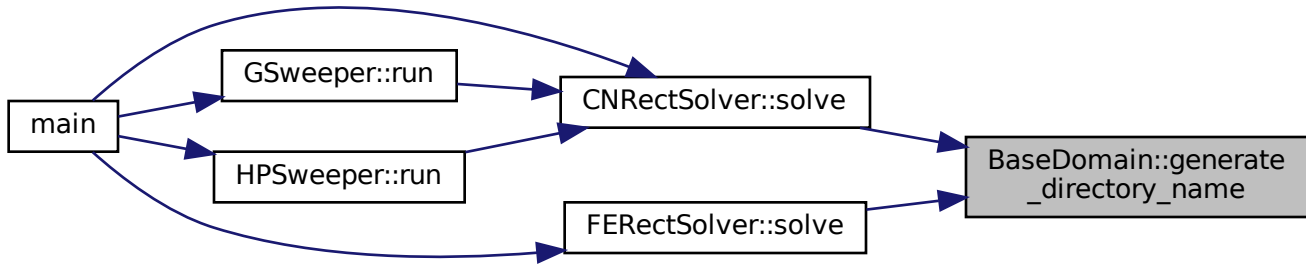 main
GSweeper::run
HPSweeper::run
CNRectSolver::solve
FERectSolver::solve
BaseDomain::generate
_directory_name